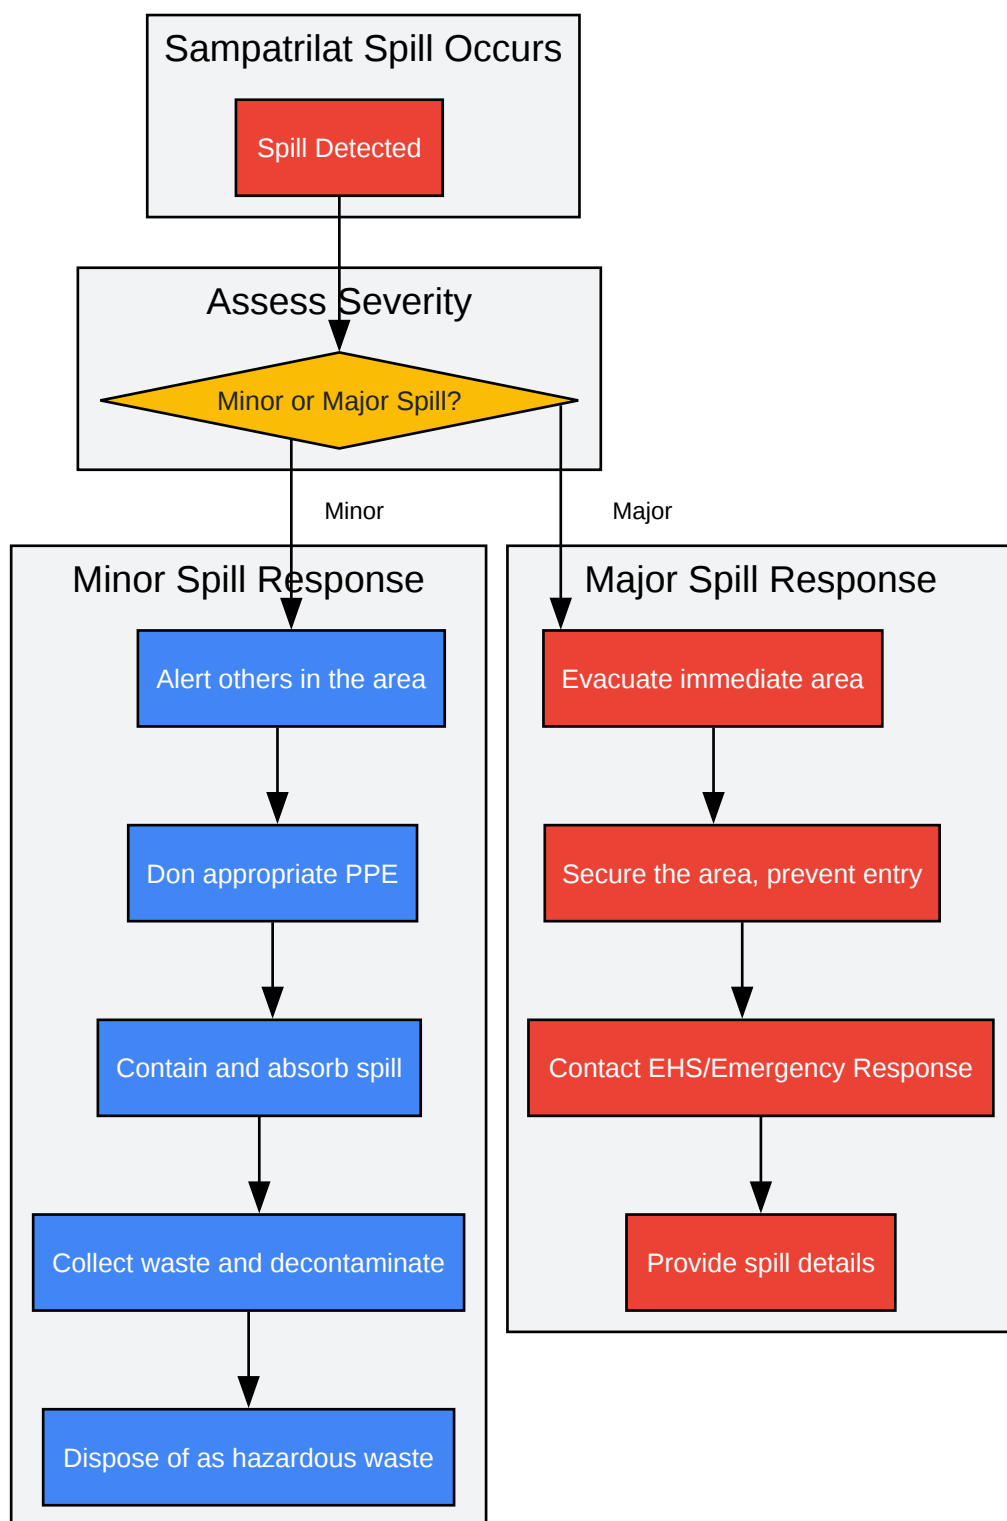 Sampatrilat Spill Occurs
Spill Detected
Assess Severity
Minor or Major Spill?
Minor
Major
Minor Spill Response
Alert others in the area
Don appropriate PPE
Contain and absorb spill
Collect waste and decontaminate
Dispose of as hazardous waste
Major Spill Response
Evacuate immediate area
Secure the area, prevent entry
Contact EHS/Emergency Response
Provide spill details